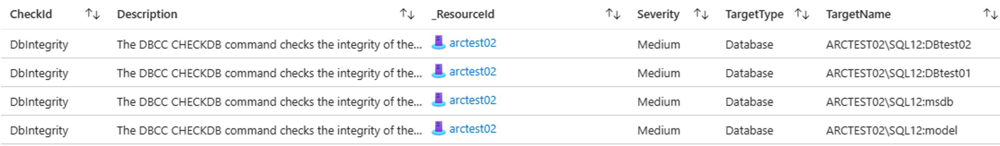 CheckId Description _ResourceId Severity TargetType TargetName
DbIntegrity The DBCC CHECKDB command checks the integrity of the... arctest02 Medium Database ARCTEST02\SQL12:DBtest02
DbIntegrity The DBCC CHECKDB command checks the integrity of the... arctest02 Medium Database ARCTEST02\SQL12:DBtest01
DbIntegrity The DBCC CHECKDB command checks the integrity of the... arctest02 Medium Database ARCTEST02\SQL12:msdb
DbIntegrity The DBCC CHECKDB command checks the integrity of the... arctest02 Medium Database ARCTEST02\SQL12:model